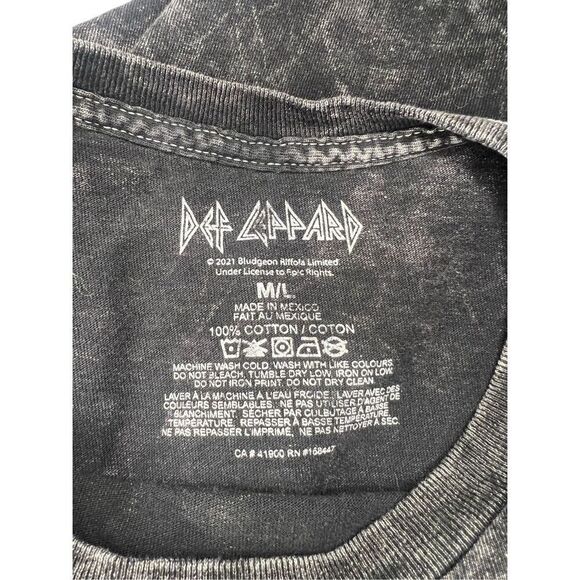 DEF LEPPARD
© 2021 Bludgeon Riffola Limited.
Under License to Epic Rights.
M/L
MADE IN MEXICO
FAIT AU MEXIQUE
100% COTTON / COTON
MACHINE WASH COLD. WASH WITH LIKE COLOURS
DO NOT BLEACH. TUMBLE DRY LOW. IRON ON LOW
DO NOT IRON PRINT. DO NOT DRY CLEAN.
LAVER À LA MACHINE À L'EAU FROIDE. LAVER AVEC DES
COULEURS SEMBLABLES. NE PAS UTILISER D'AGENT DE
BLANCHIMENT. SÉCHER PAR CULBUTAGE À BASSE
TEMPÉRATURE. REPASSER À BASSE TEMPÉRATURE.
NE PAS REPASSER L'IMPRIMÉ. NE PAS NETTOYER À SEC.
CA # 41900 RN #158447